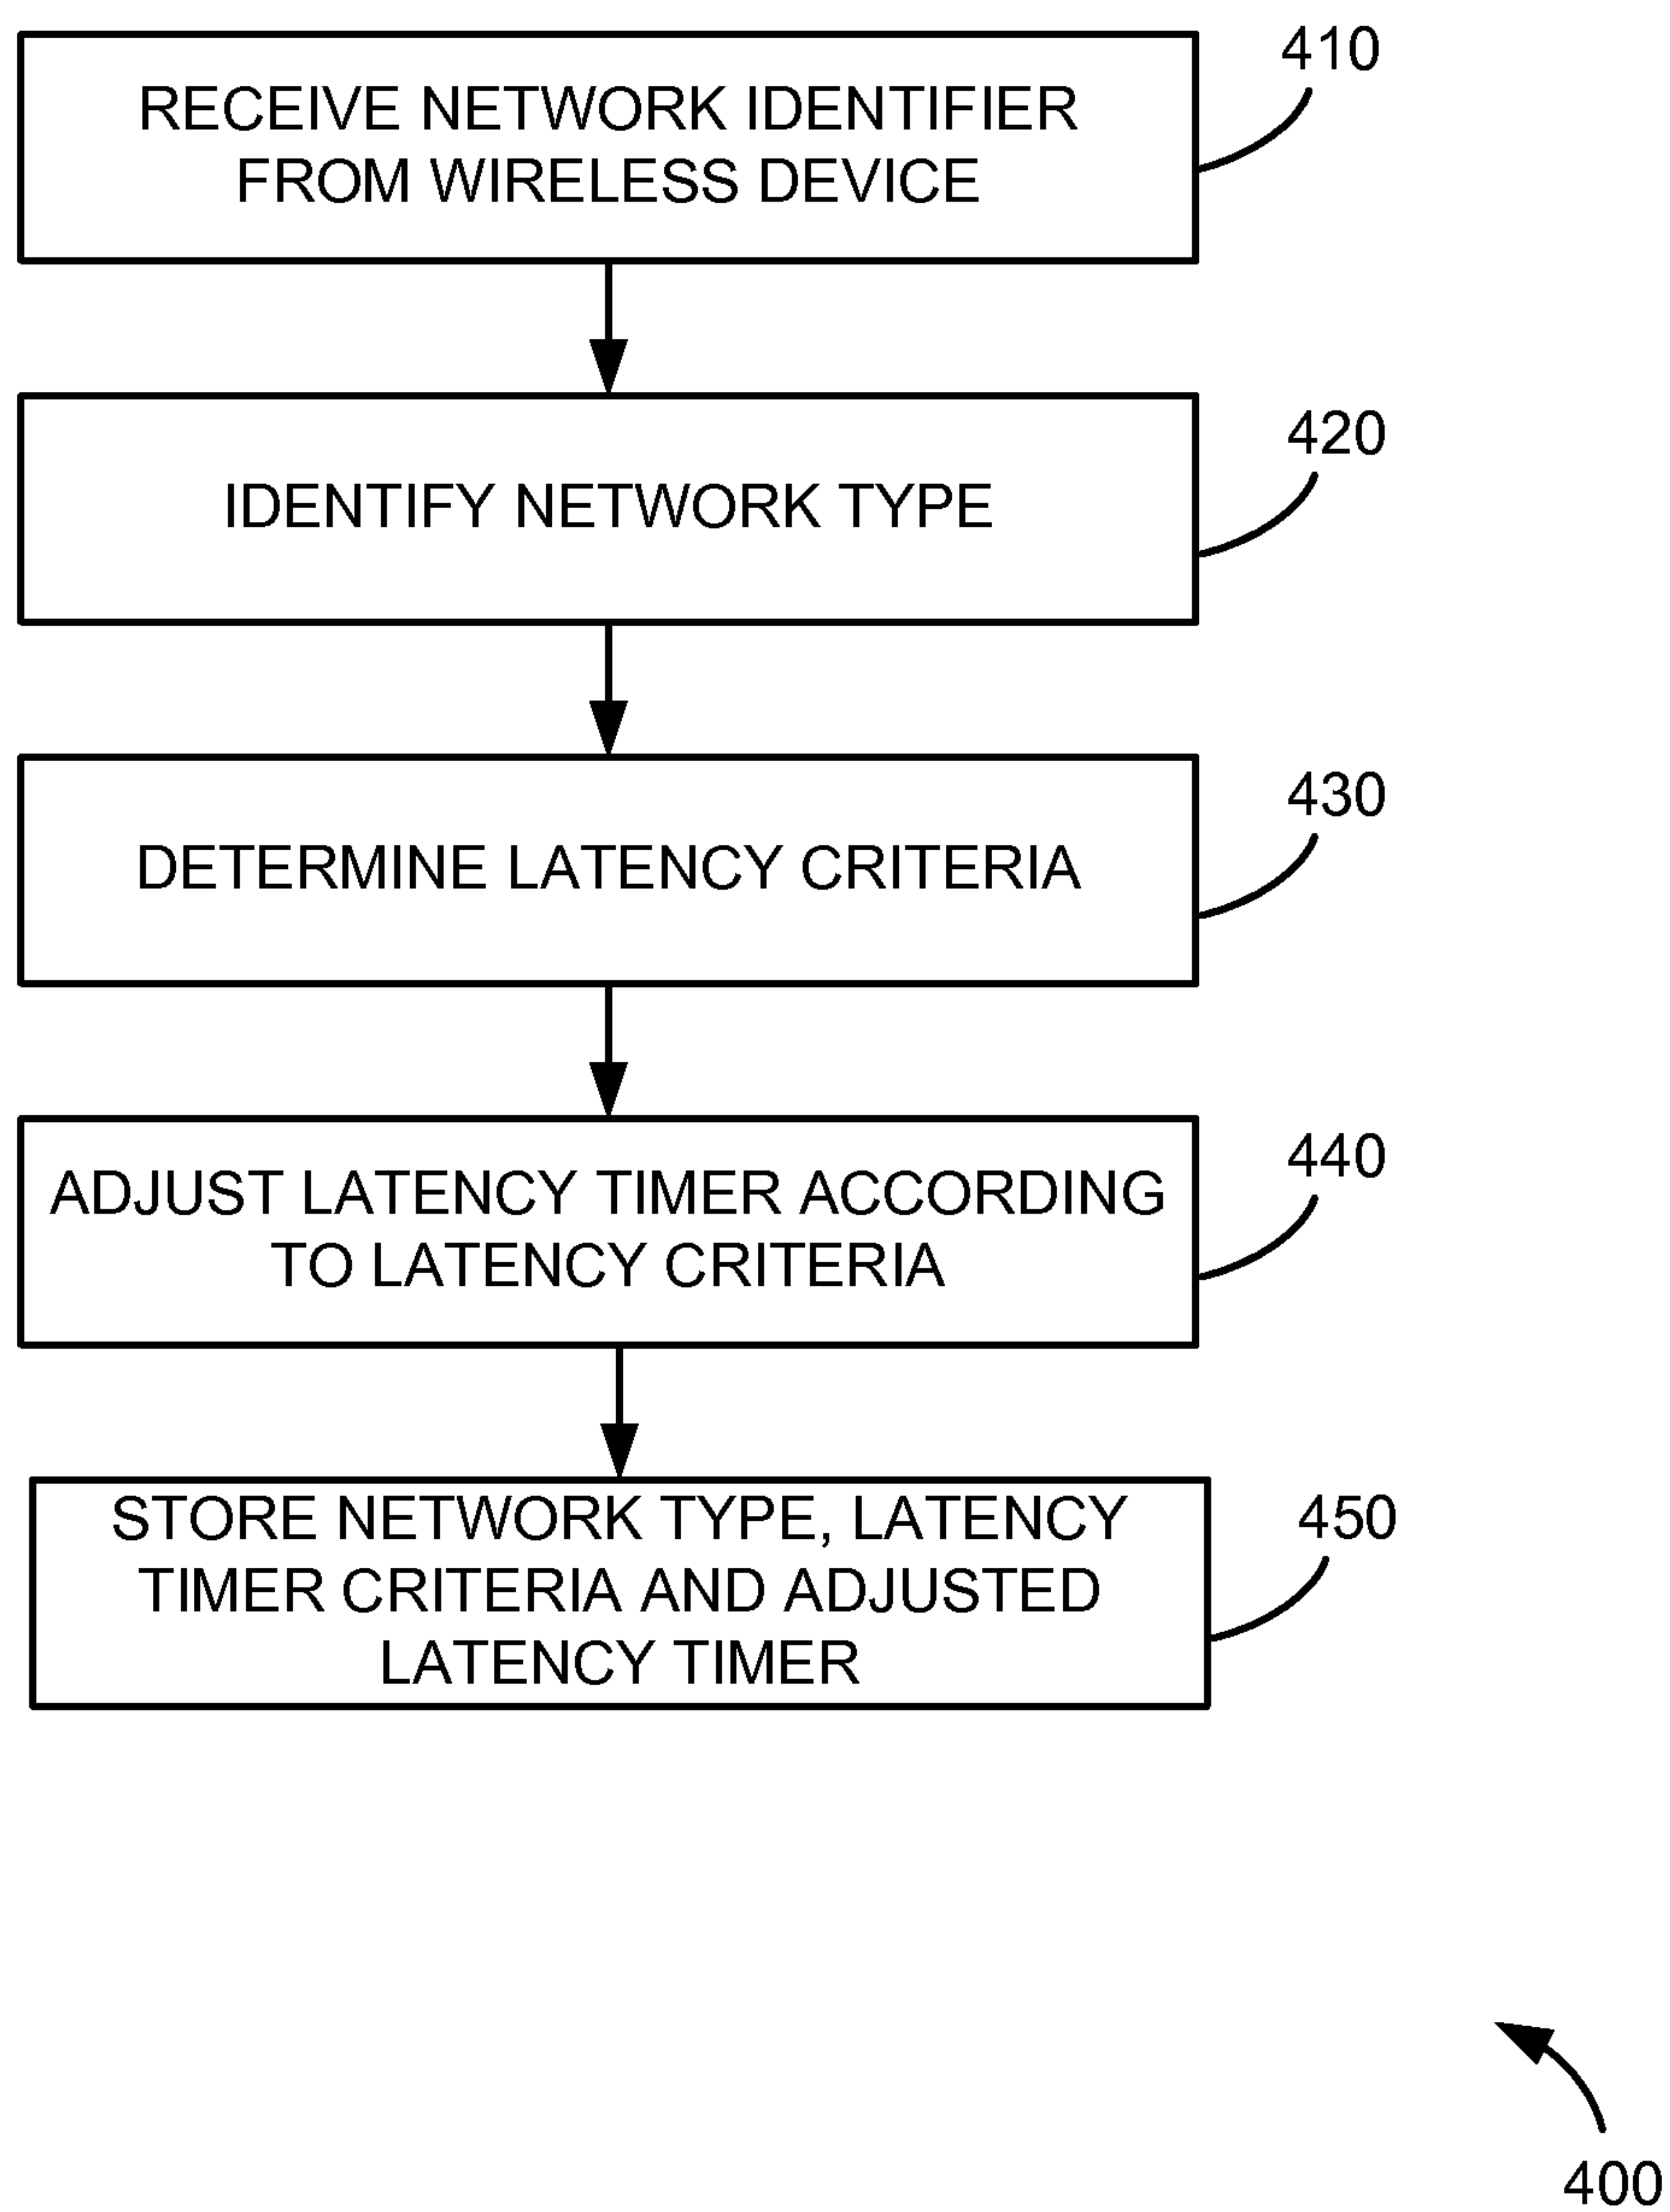 410
RECEIVE NETWORK IDENTIFIER
FROM WIRELESS DEVICE
420
IDENTIFY NETWORK TYPE
430
DETERMINE LATENCY CRITERIA
440
ADJUST LATENCY TIMER ACCORDING
TO LATENCY CRITERIA
450
STORE NETWORK TYPE, LATENCY
TIMER CRITERIA AND ADJUSTED
LATENCY TIMER
400